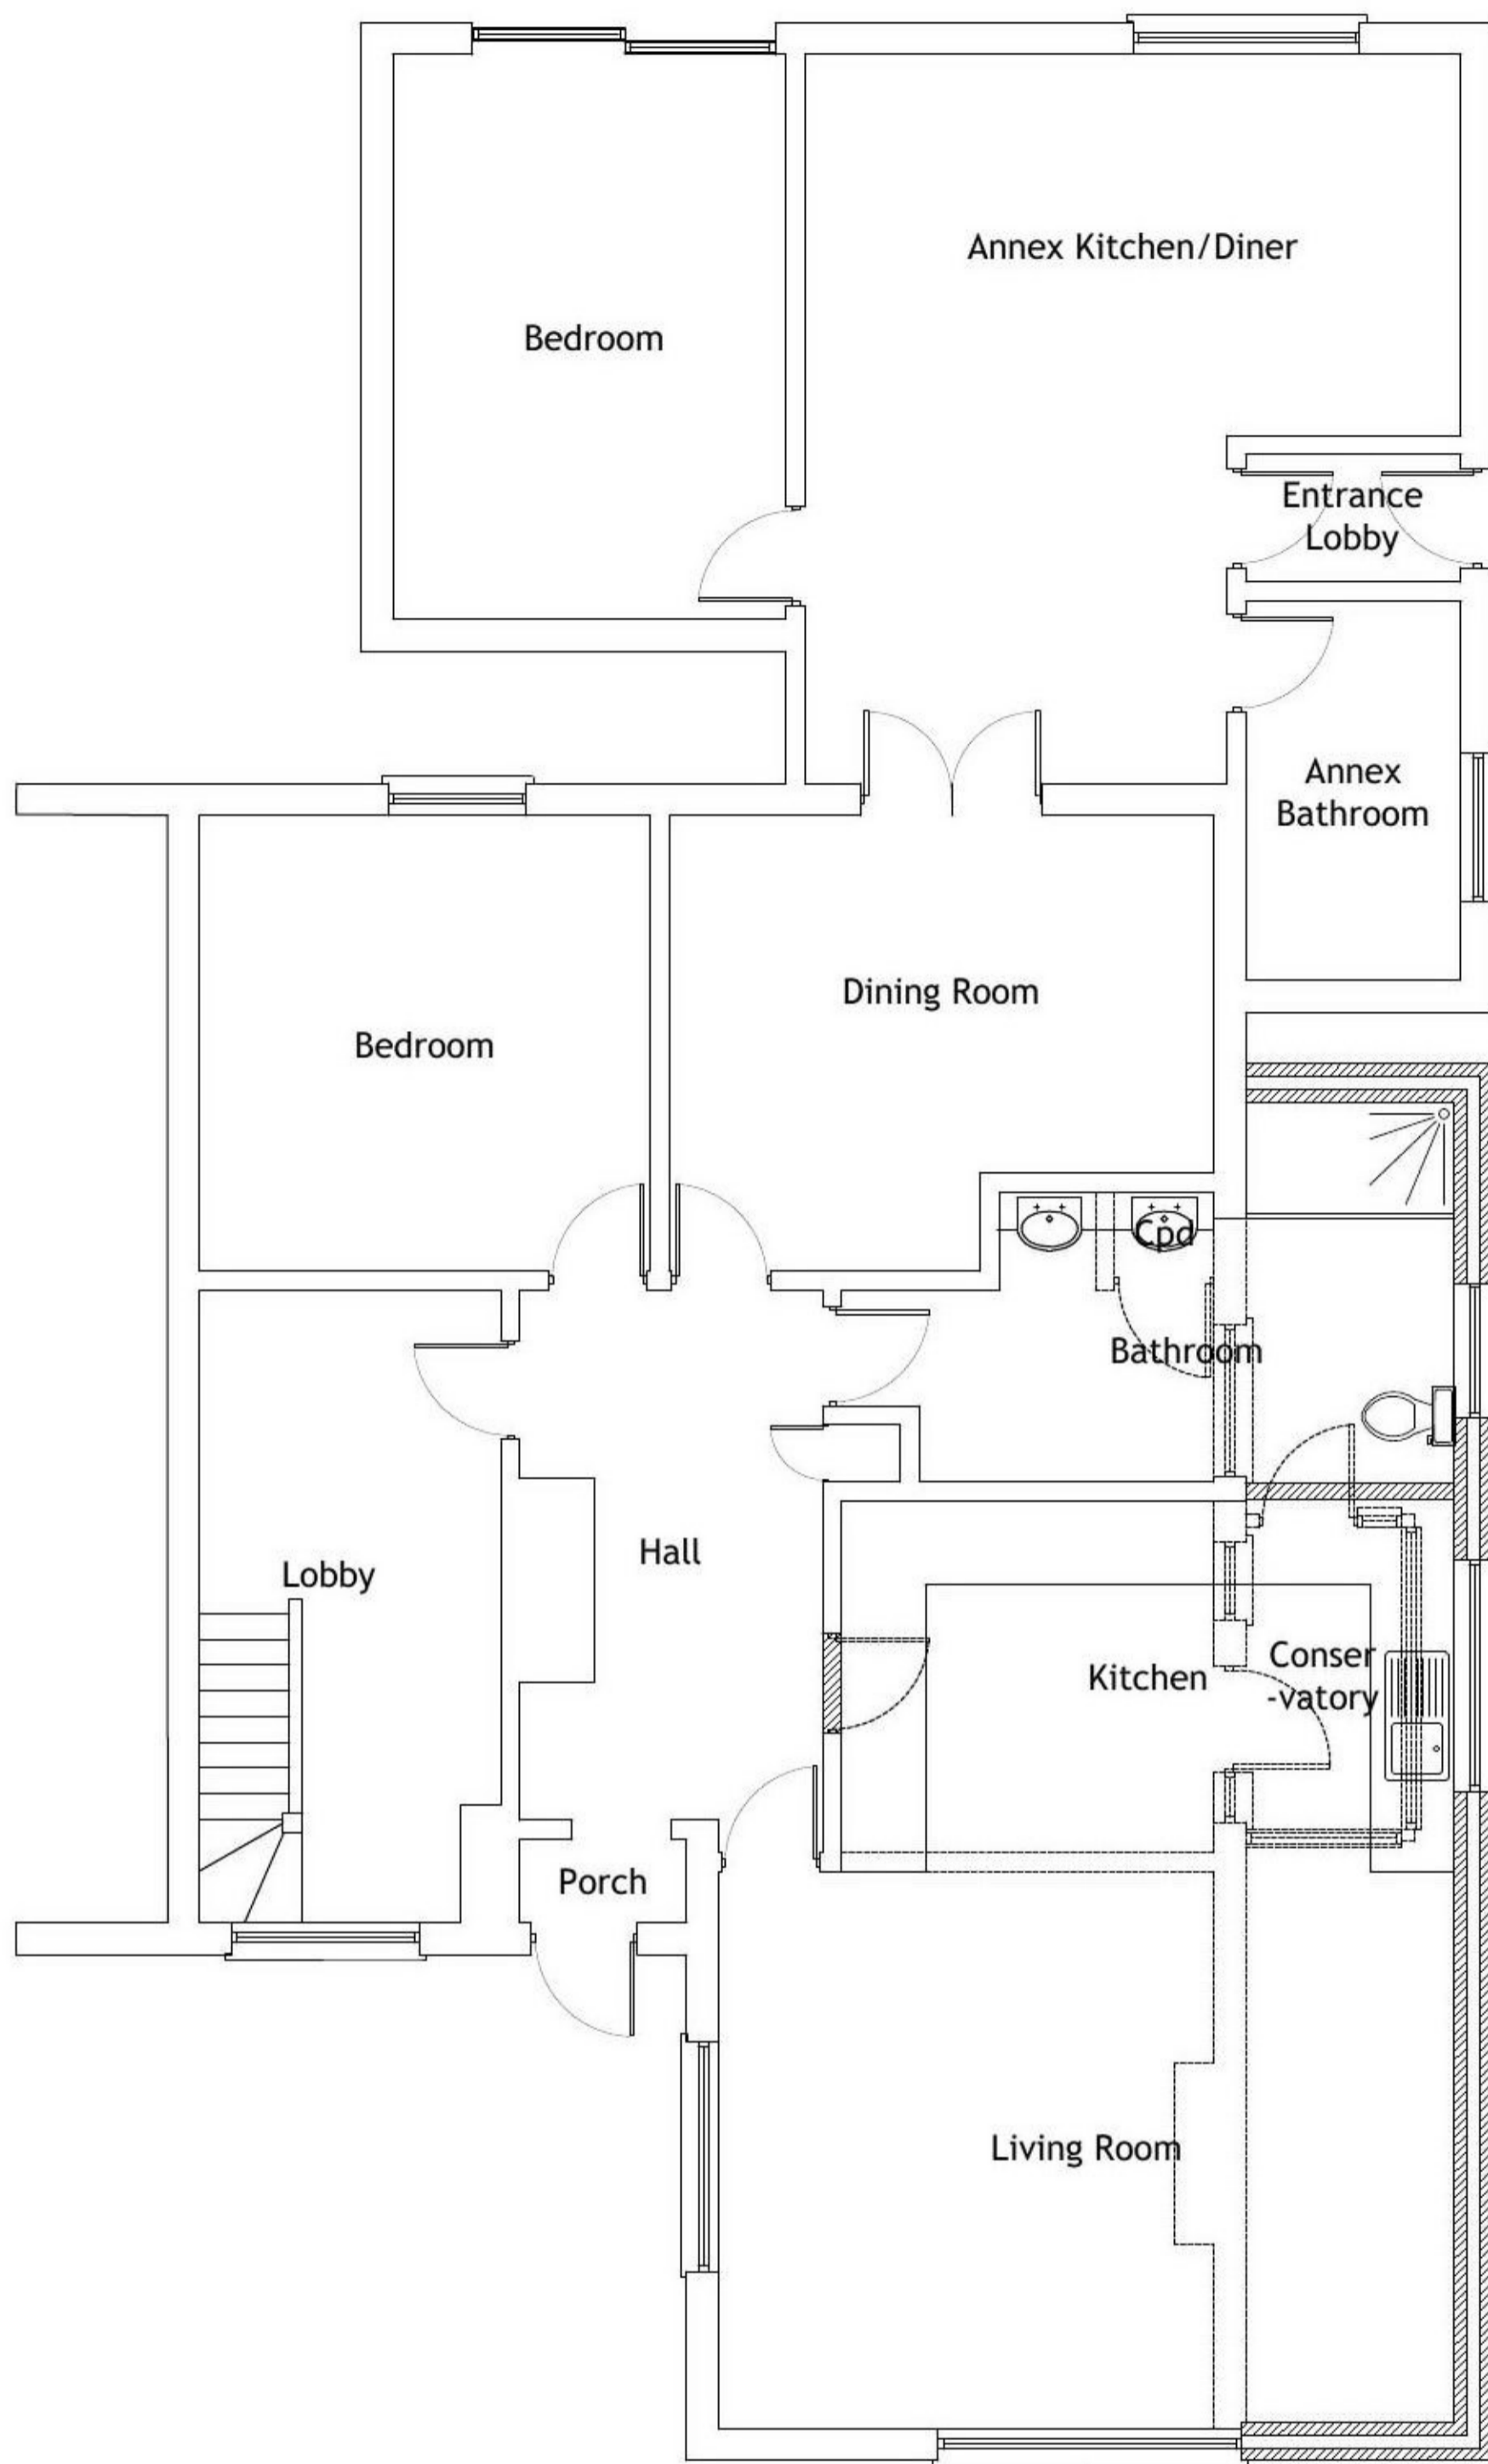 Annex Kitchen/Diner
Bedroom
Entrance
Lobby
Annex
Bathroom
Dining Room
Bedroom
Cpd
Bathroom
Hall
Lobby
Conser
-vatory
Kitchen
Porch
Living Room